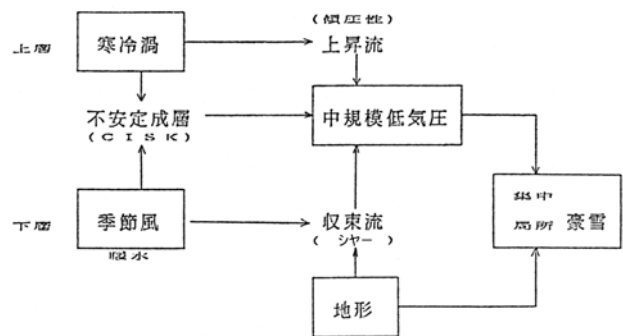 (傾圧性)
上層 寒冷渦 上昇流
不安定成層 中規模低気圧
(CISK)
集中
下層 季節風 収束流 局所 豪雪
(シヤー)
地形